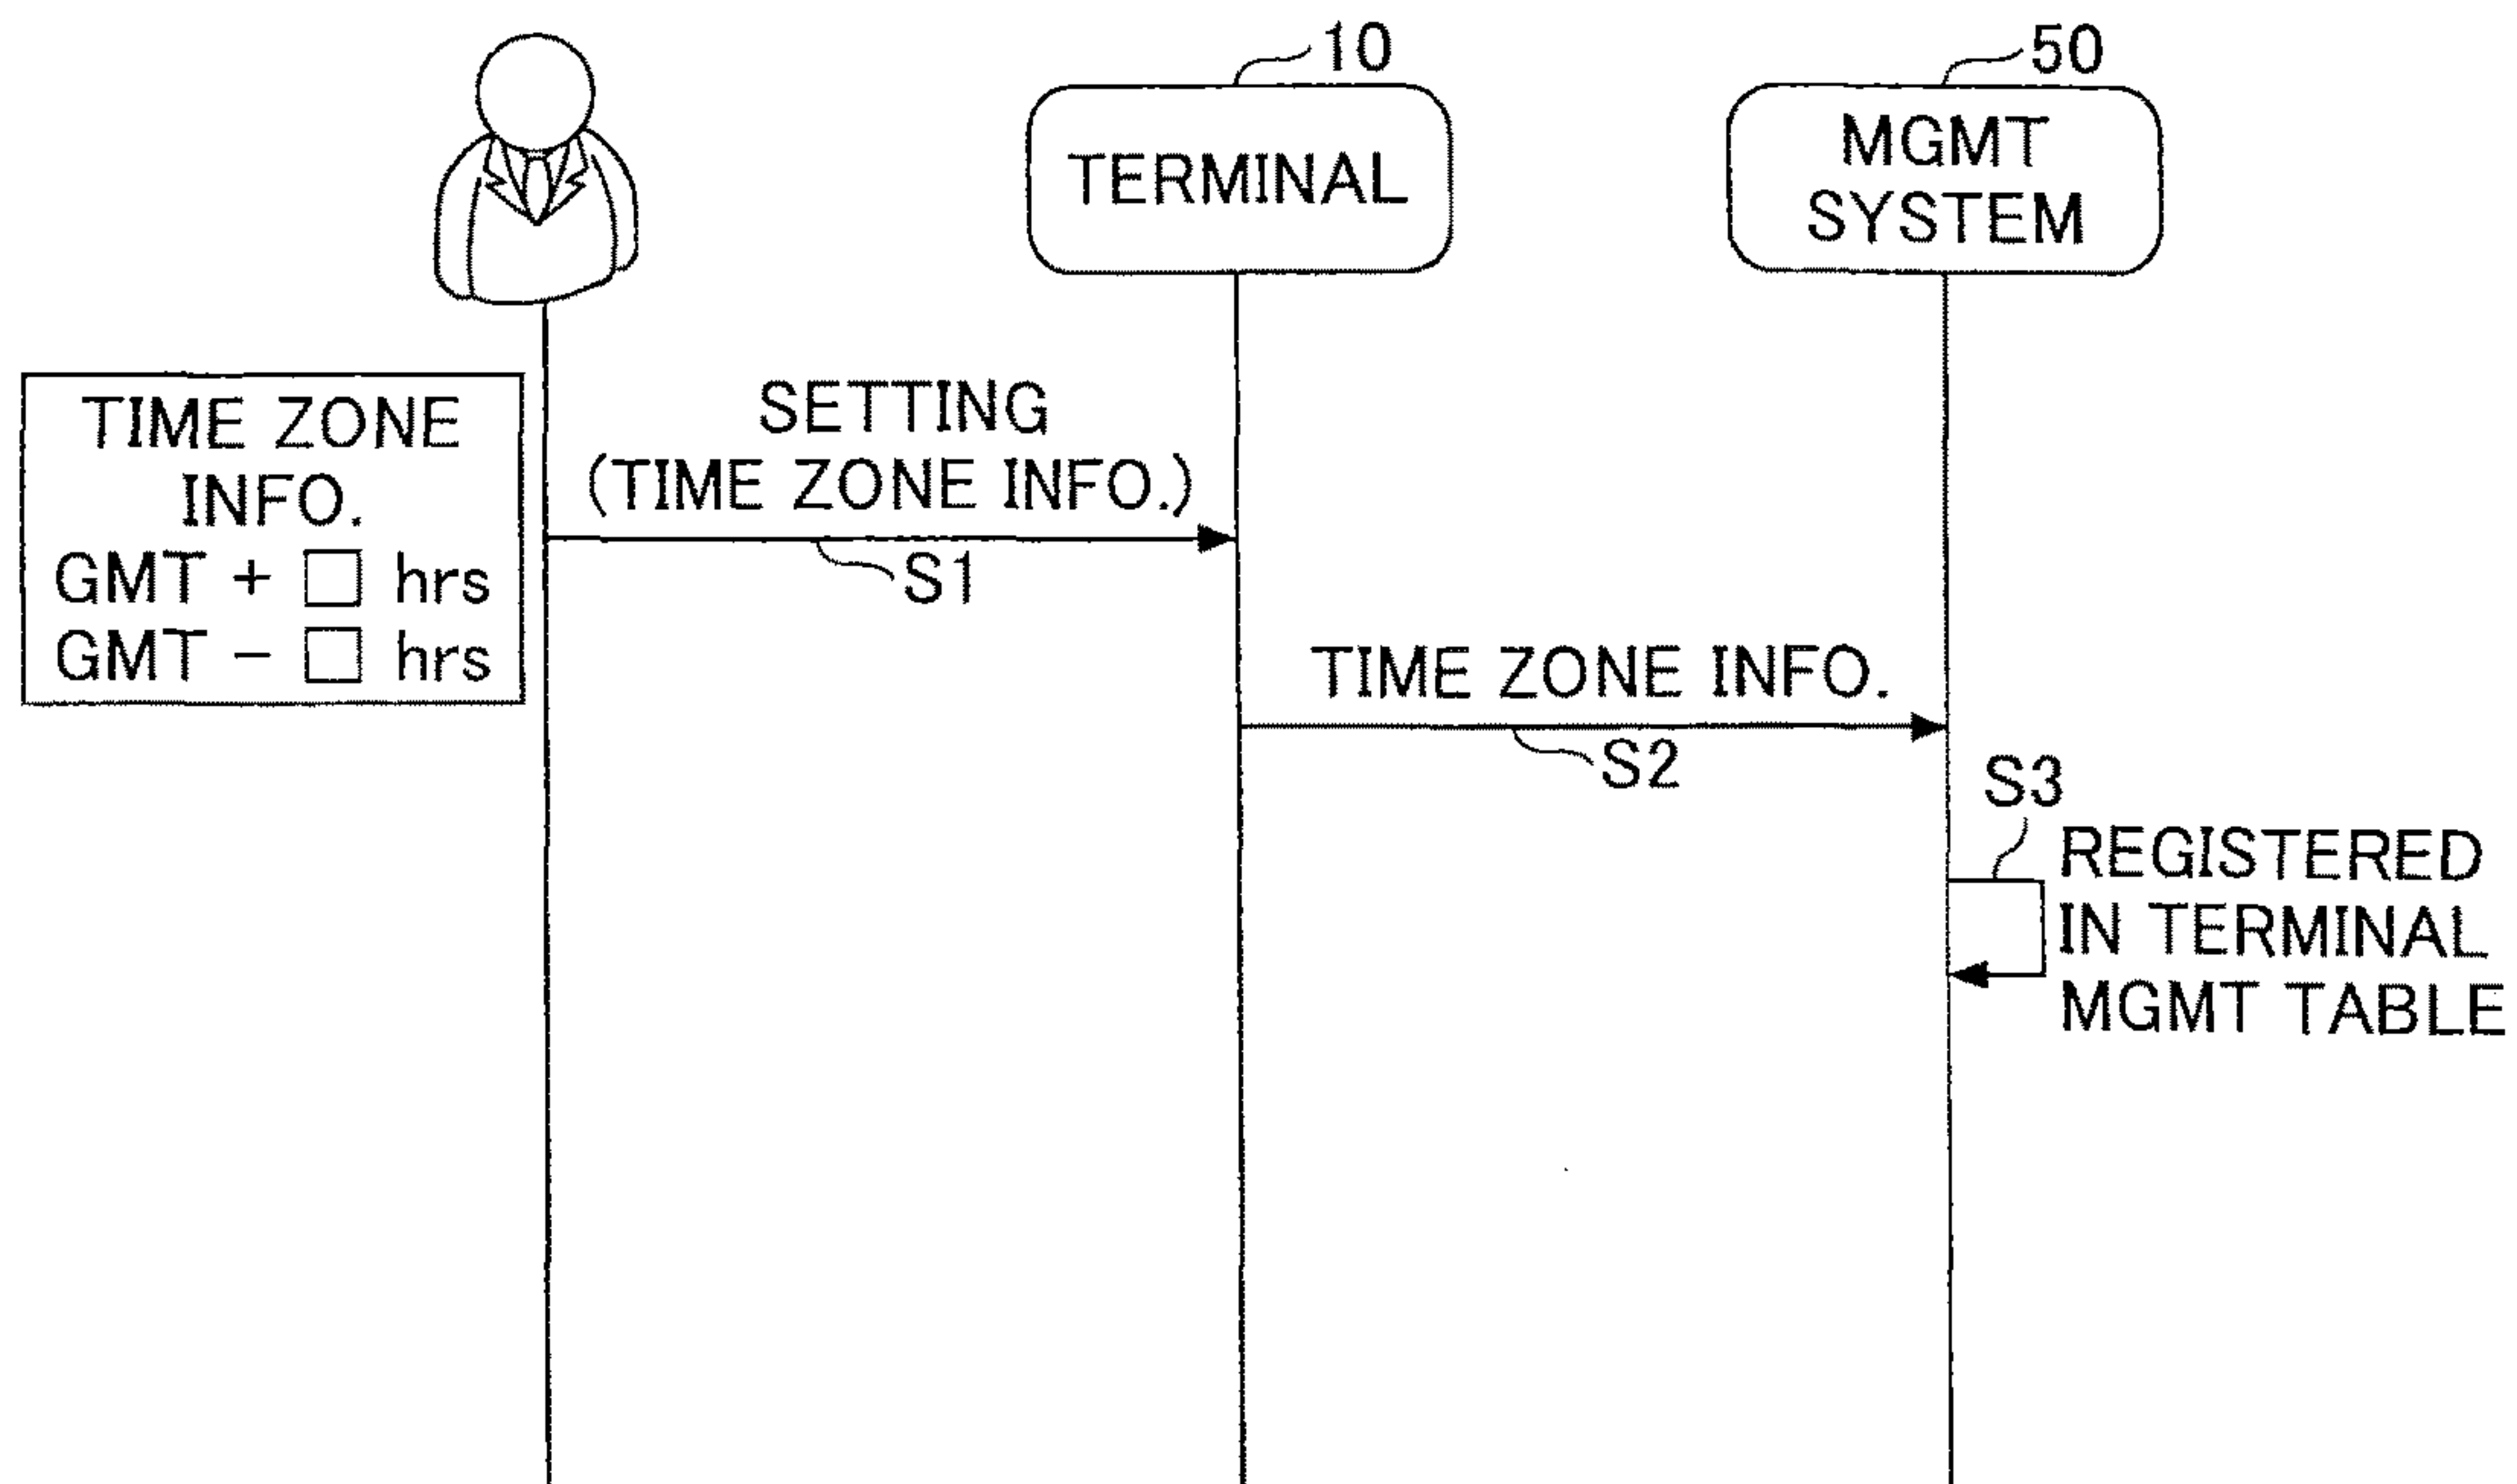 10
50
TERMINAL
MGMT
SYSTEM
TIME ZONE
INFO.
GMT + □ hrs
GMT - □ hrs
SETTING
(TIME ZONE INFO.)
S1
TIME ZONE INFO.
S2
S3
REGISTERED
IN TERMINAL
MGMT TABLE